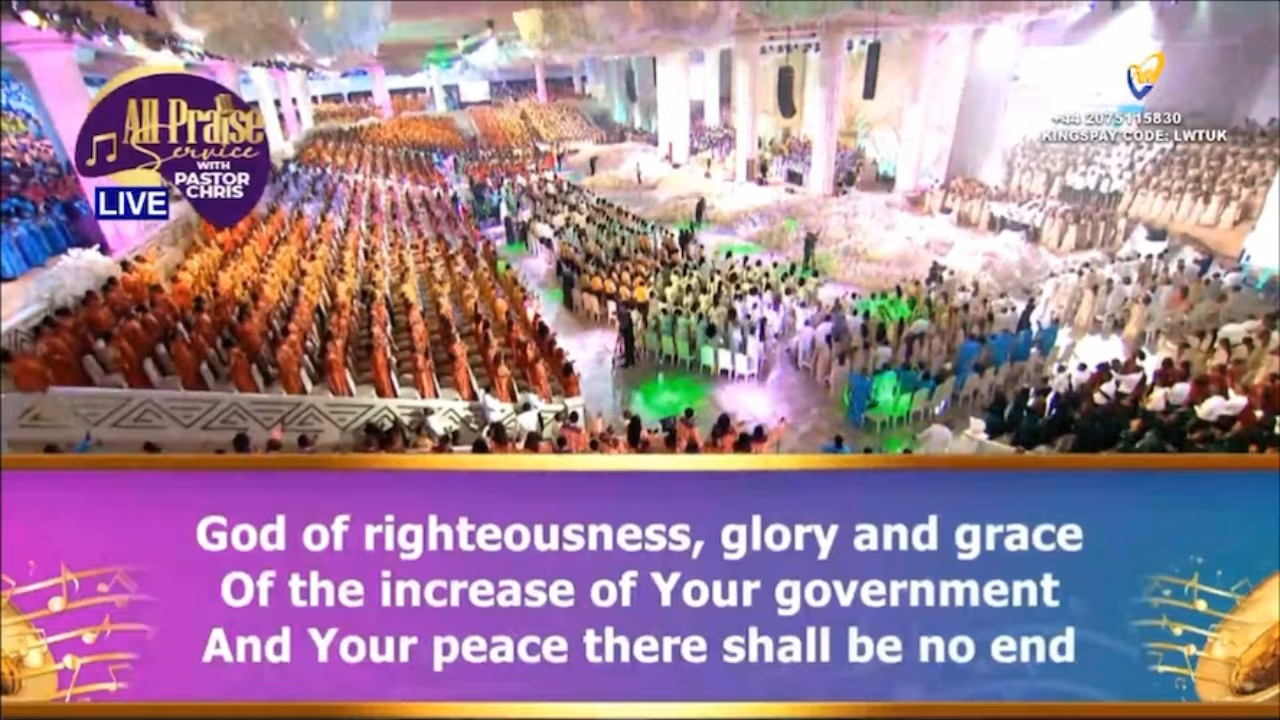 All Praise
Service
WITH
PASTOR
CHRIS
LIVE
+44 2075115830
KINGSPAY CODE: LWTUK
God of righteousness, glory and grace
Of the increase of Your government
And Your peace there shall be no end